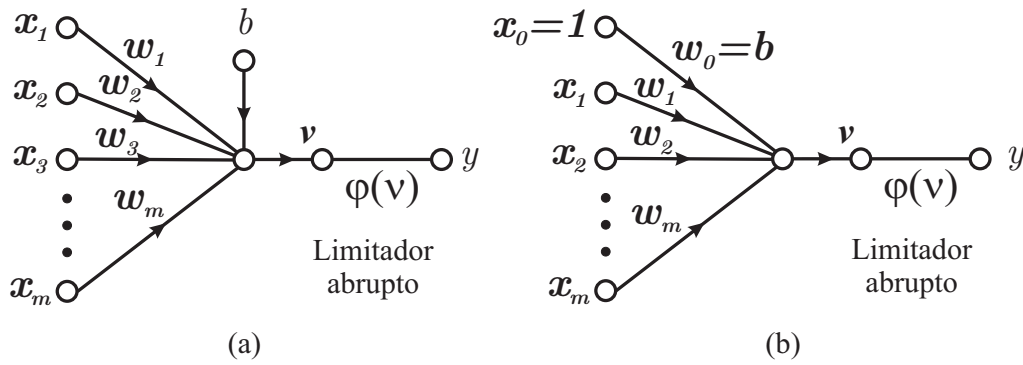 x₁
w₁
b
w₂
x₂
w₃
x₃
v
y
φ(ν)
wₘ
xₘ
Limitador
abrupto
(a)
x₀=1
w₀=b
x₁
w₁
x₂
w₂
v
y
φ(ν)
wₘ
xₘ
Limitador
abrupto
(b)